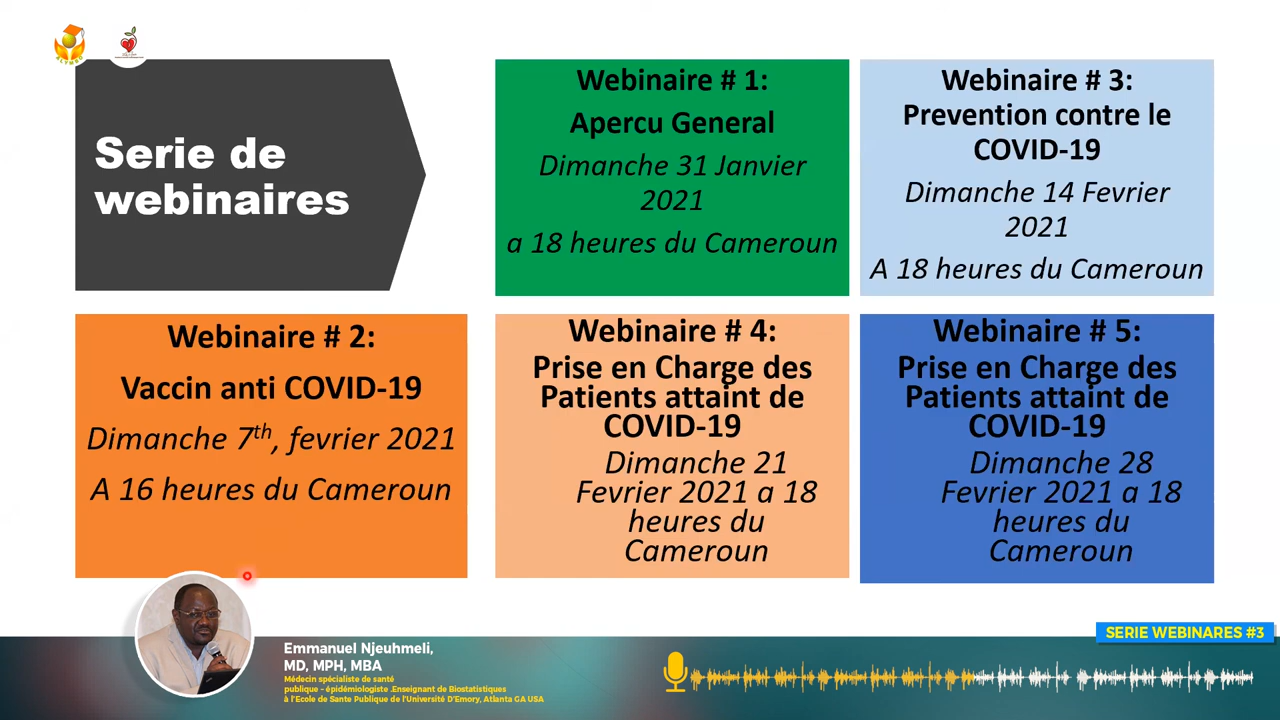 ALYMBO
Serie de
webinaires
Webinaire # 1:
Apercu General
Dimanche 31 Janvier
2021
a 18 heures du Cameroun
Webinaire # 3:
Prevention contre le
COVID-19
Dimanche 14 Fevrier
2021
A 18 heures du Cameroun
Webinaire # 2:
Vaccin anti COVID-19
Dimanche 7th, fevrier 2021
A 16 heures du Cameroun
Webinaire # 4:
Prise en Charge des
Patients attaint de
COVID-19
Dimanche 21
Fevrier 2021 a 18
heures du
Cameroun
Webinaire # 5:
Prise en Charge des
Patients attaint de
COVID-19
Dimanche 28
Fevrier 2021 a 18
heures du
Cameroun
SERIE WEBINARES #3
Emmanuel Njeuhmeli,
MD, MPH, MBA
Médecin spécialiste de santé
publique - épidémiologiste .Enseignant de Biostatistiques
à l'Ecole de Sante Publique de l'Université D'Emory, Atlanta GA USA